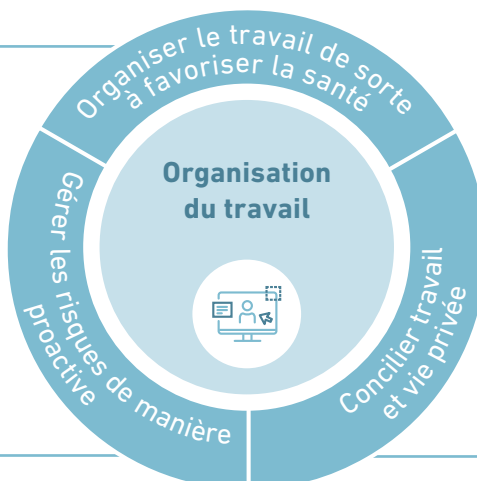 Organiser le travail de sorte
à favoriser la santé
Organisation
du travail
Gérer les risques de manière
proactive
Concilier travail
et vie privée